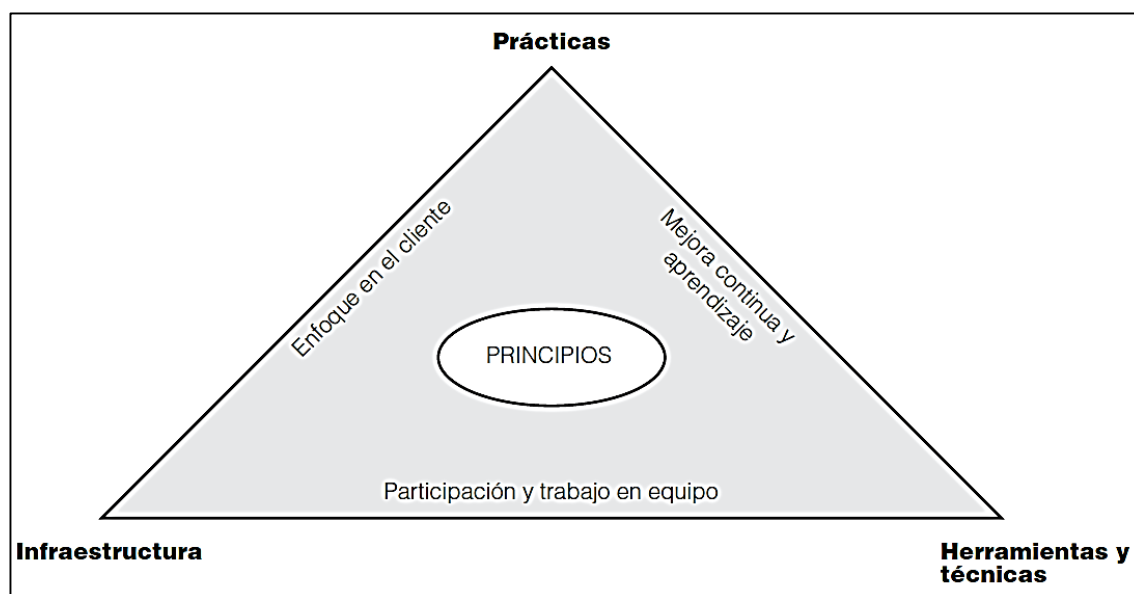 Prácticas
Enfoque en el cliente
Mejora continua y
aprendizaje
PRINCIPIOS
Participación y trabajo en equipo
Infraestructura
Herramientas y
técnicas